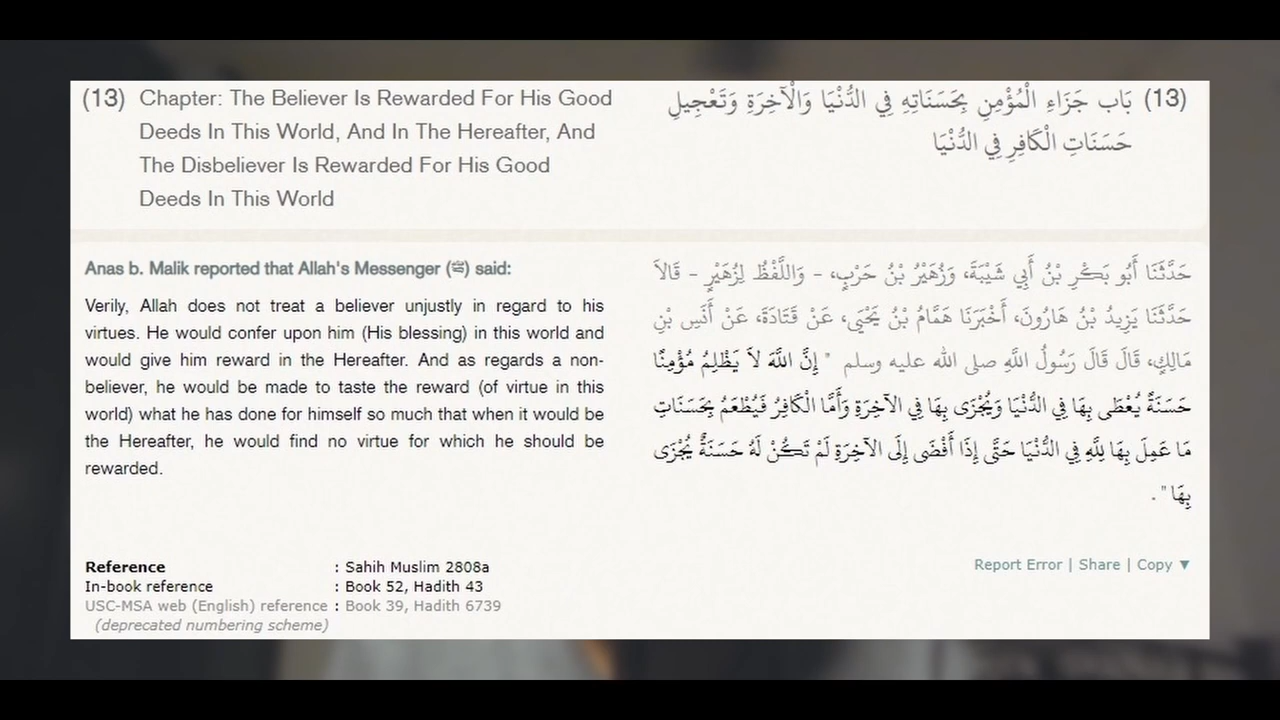 (13) Chapter: The Believer Is Rewarded For His Good
Deeds In This World, And In The Hereafter, And
The Disbeliever Is Rewarded For His Good
Deeds In This World
(13) بَاب جَزَاءِ الْمُؤْمِنِ بِحَسَنَاتِهِ فِي الدُّنْيَا وَالْآخِرَةِ وَتَعْجِيلِ
حَسَنَاتِ الْكَافِرِ فِي الدُّنْيَا
Anas b. Malik reported that Allah's Messenger (ﷺ) said:
Verily, Allah does not treat a believer unjustly in regard to his
virtues. He would confer upon him (His blessing) in this world and
would give him reward in the Hereafter. And as regards a non-
believer, he would be made to taste the reward (of virtue in this
world) what he has done for himself so much that when it would be
the Hereafter, he would find no virtue for which he should be
rewarded.
حَدَّثَنَا أَبُو بَكْرِ بْنُ أَبِي شَيْبَةَ، وَزُهَيْرُ بْنُ حَرْبٍ، - وَاللَّفْظُ لِزُهَيْرٍ - قَالاَ
حَدَّثَنَا يَزِيدُ بْنُ هَارُونَ، أَخْبَرَنَا هَمَّامُ بْنُ يَحْيَى، عَنْ قَتَادَةَ، عَنْ أَنَسِ بْنِ
مَالِكٍ، قَالَ قَالَ رَسُولُ اللَّهِ صلى الله عليه وسلم " إِنَّ اللَّهَ لاَ يَظْلِمُ مُؤْمِنًا
حَسَنَةً يُعْطَى بِهَا فِي الدُّنْيَا وَيُجْزَى بِهَا فِي الآخِرَةِ وَأَمَّا الْكَافِرُ فَيُطْعَمُ بِحَسَنَاتِ
مَا عَمِلَ بِهَا لِلَّهِ فِي الدُّنْيَا حَتَّى إِذَا أَفْضَى إِلَى الآخِرَةِ لَمْ تَكُنْ لَهُ حَسَنَةٌ يُجْزَى
بِهَا " .
Reference : Sahih Muslim 2808a
In-book reference : Book 52, Hadith 43
USC-MSA web (English) reference : Book 39, Hadith 6739
(deprecated numbering scheme)
Report Error | Share | Copy ▼